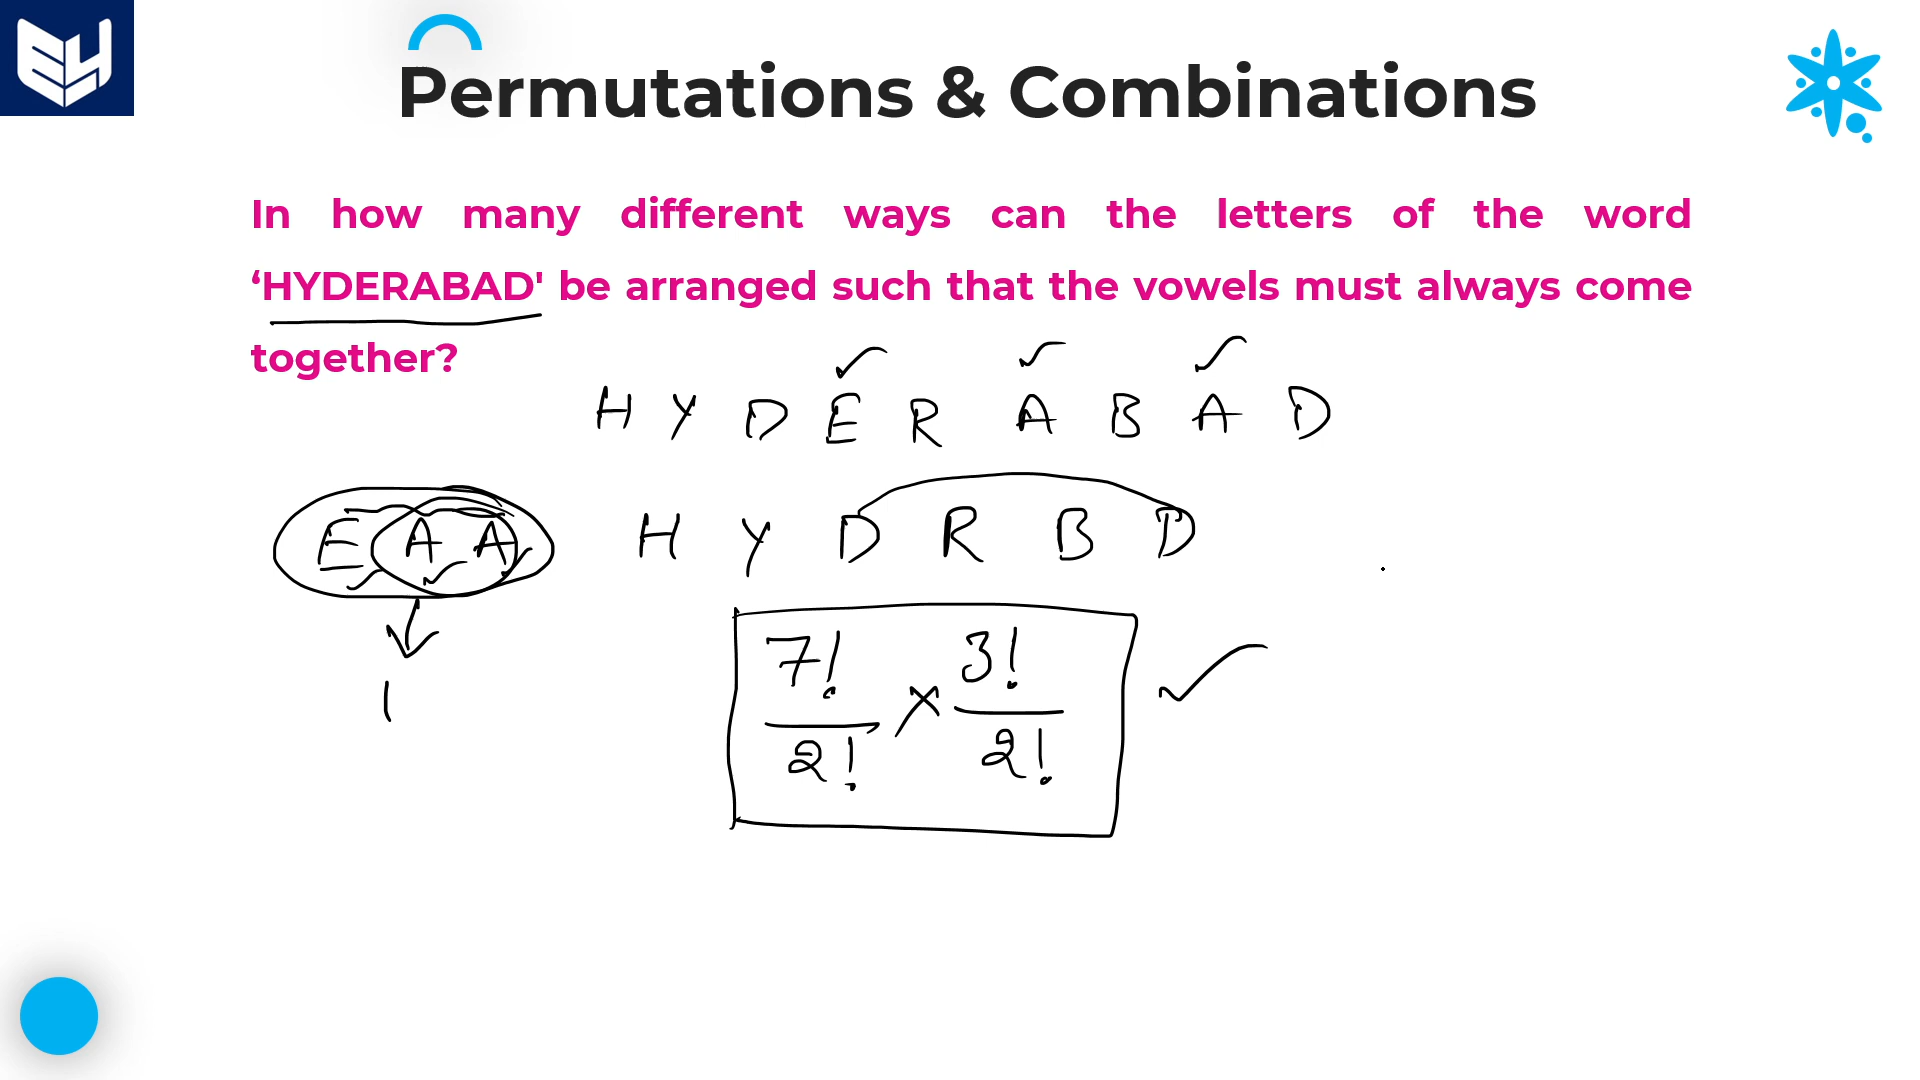 Permutations & Combinations
In how many different ways can the letters of the word
‘HYDERABAD' be arranged such that the vowels must always come
together?
H Y D E R A B A D
E A A H Y D R B D
7! × 3!
2! 2!
1